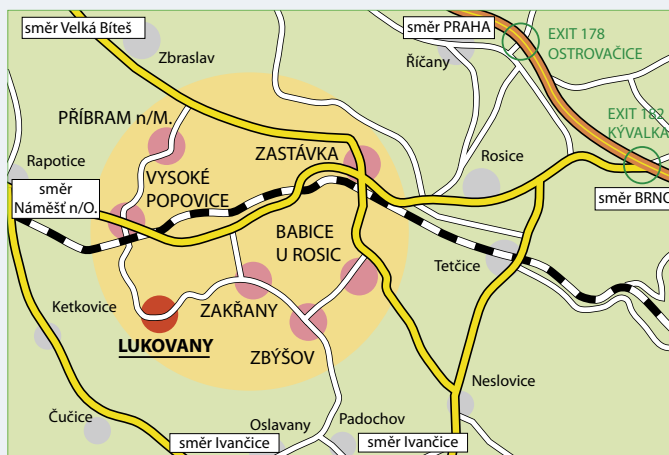 směr Velká Bíteš
směr PRAHA
EXIT 178
OSTROVAČICE
Zbraslav
Říčany
PŘÍBRAM n/M.
EXIT 182
KÝVALKA
ZASTÁVKA
Rapotice
Rosice
VYSOKÉ
POPOVICE
směr
Náměšť n/O.
směr BRNO
BABICE
U ROSIC
Tetčice
Ketkovice
ZAKŘANY
LUKOVANY
ZBÝŠOV
Neslovice
Čučice
Oslavany
Padochov
směr Ivančice
směr Ivančice